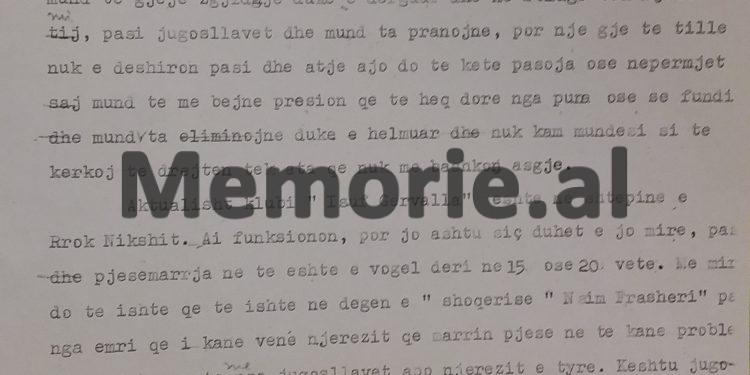 mi
tij, pasi jugosllavet dhe mund ta pranojne, por nje gje te tille
nuk e deshiron pasi dhe atje ajo do te kete pasoja ose nepermjet
saj mund te me bejne presion qe te heq dore nga puna ose se fundi
dhe mund ta eliminojne duke e helmuar dhe nuk kam mundesi si te
kerkoj te drejten tek ata qe nuk me bashkon asgje.
Memorie.al
Aktualisht klubi " Isuf Gervalla" eshte ne shtepine e
Rrok Nikshit. Ai funksionon, por jo ashtu siç duhet e jo mire, pas
dhe pjesemarrja ne te eshte e vogel deri ne 15 ose 20 vete. Me mir
do te ishte qe te ishte ne degen e " shoqerise " Naim Frasheri" pa
nga emri qe i kane vene njerezit qe marrin pjese ne te kane proble
me
jugosllavet apo njerezit e tyre. Keshtu jugo-